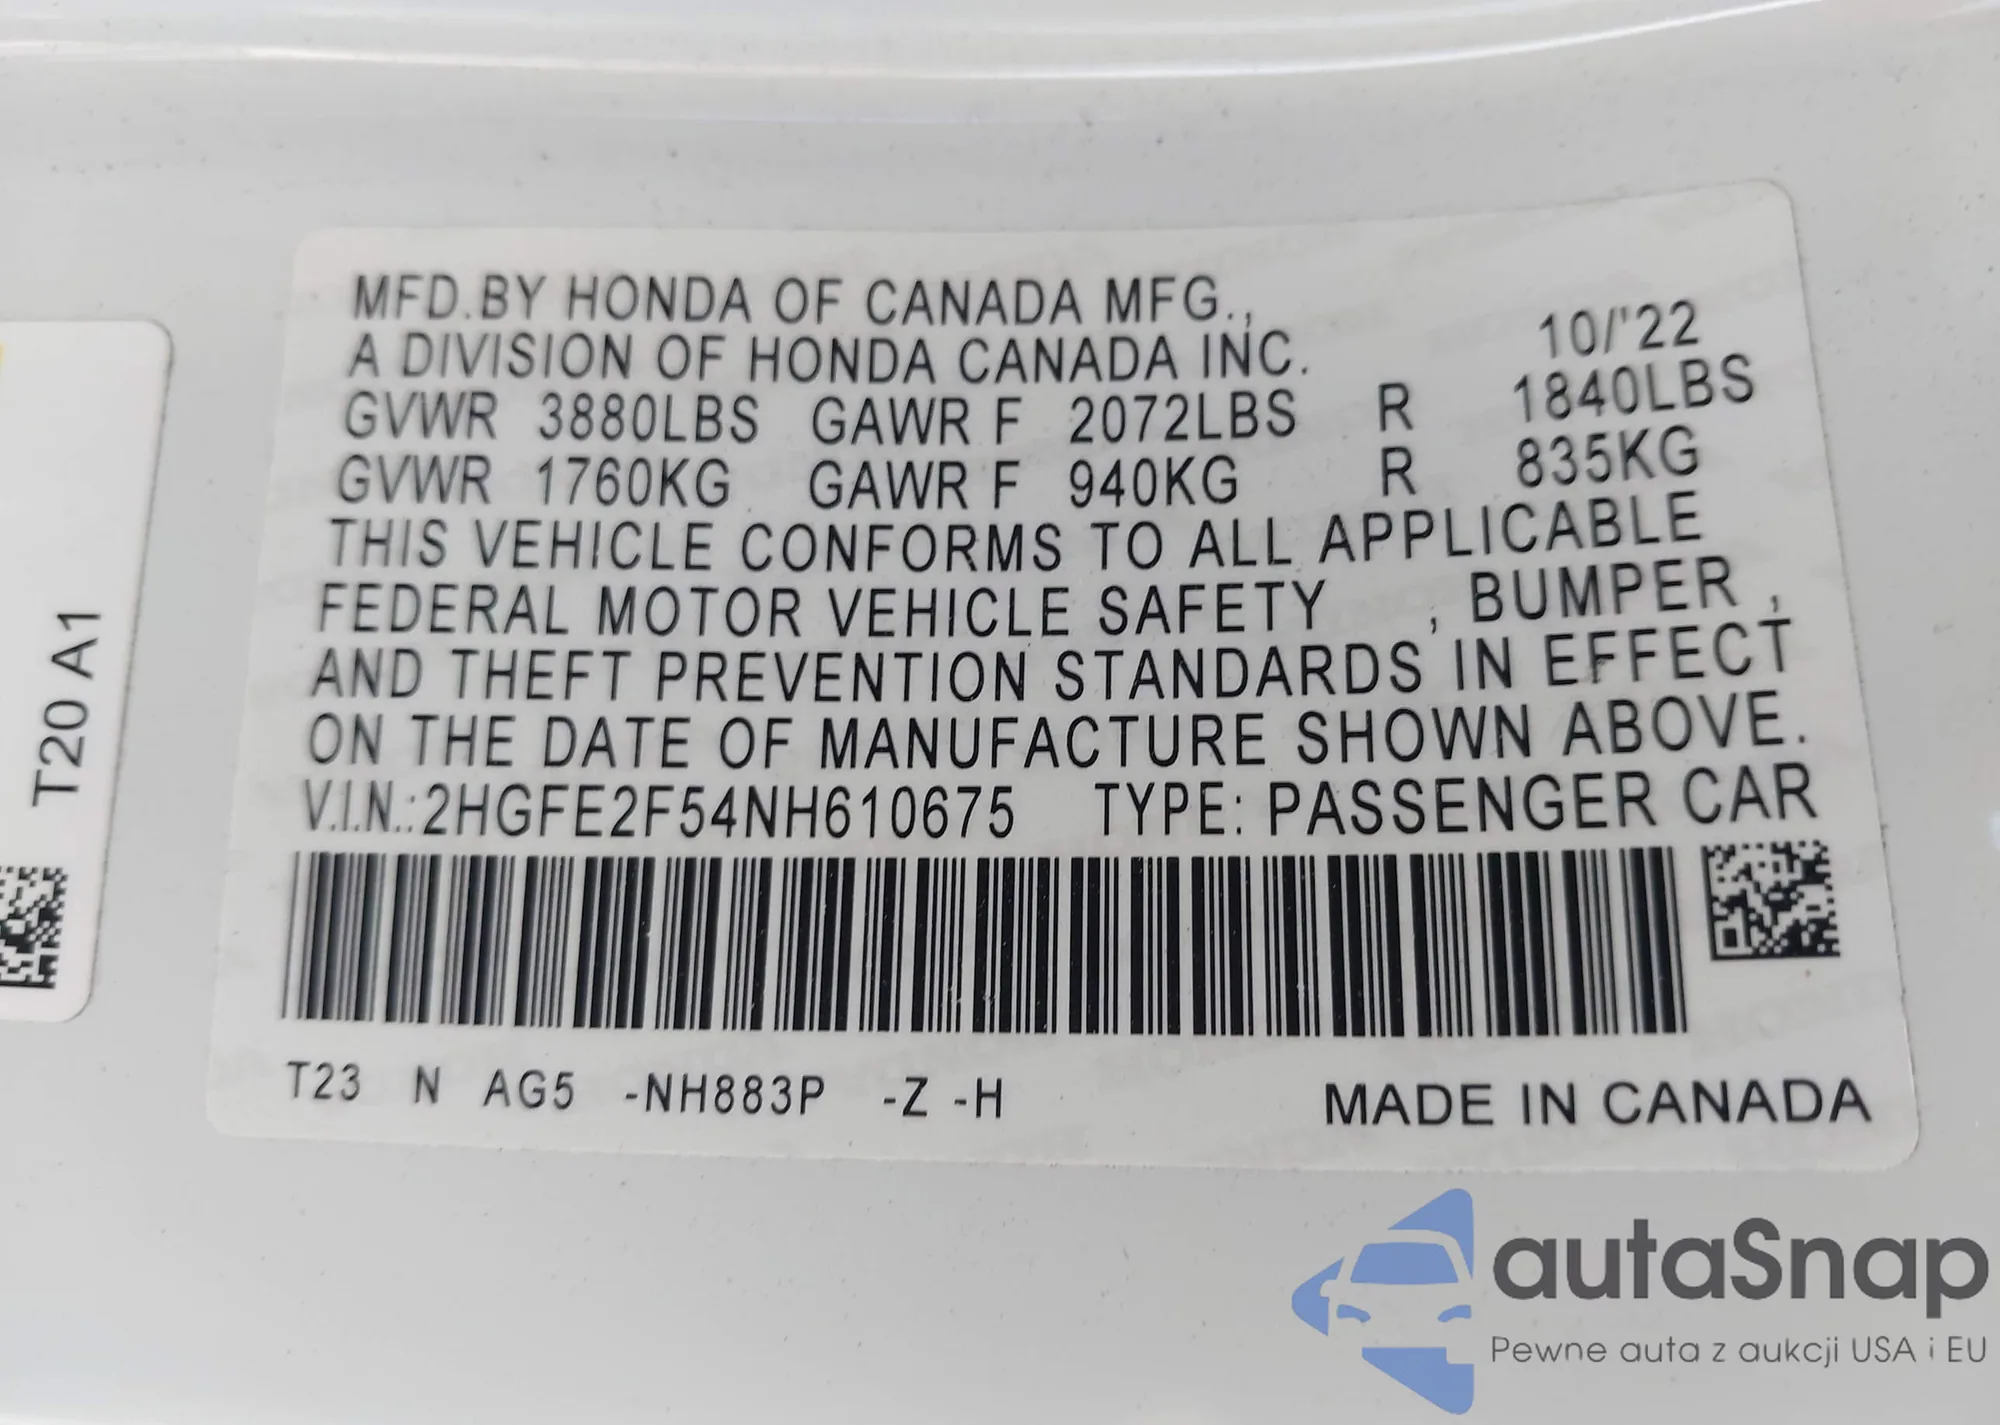 MFD.BY HONDA OF CANADA MFG.,
A DIVISION OF HONDA CANADA INC. 10/'22
GVWR 3880LBS GAWR F 2072LBS R 1840LBS
GVWR 1760KG GAWR F 940KG R 835KG
THIS VEHICLE CONFORMS TO ALL APPLICABLE
FEDERAL MOTOR VEHICLE SAFETY , BUMPER ,
AND THEFT PREVENTION STANDARDS IN EFFECT
ON THE DATE OF MANUFACTURE SHOWN ABOVE.
V.I.N.:2HGFE2F54NH610675 TYPE: PASSENGER CAR
T23 N AG5 -NH883P -Z -H MADE IN CANADA
T20 A1
autaSnap
Pewne auta z aukcji USA i EU